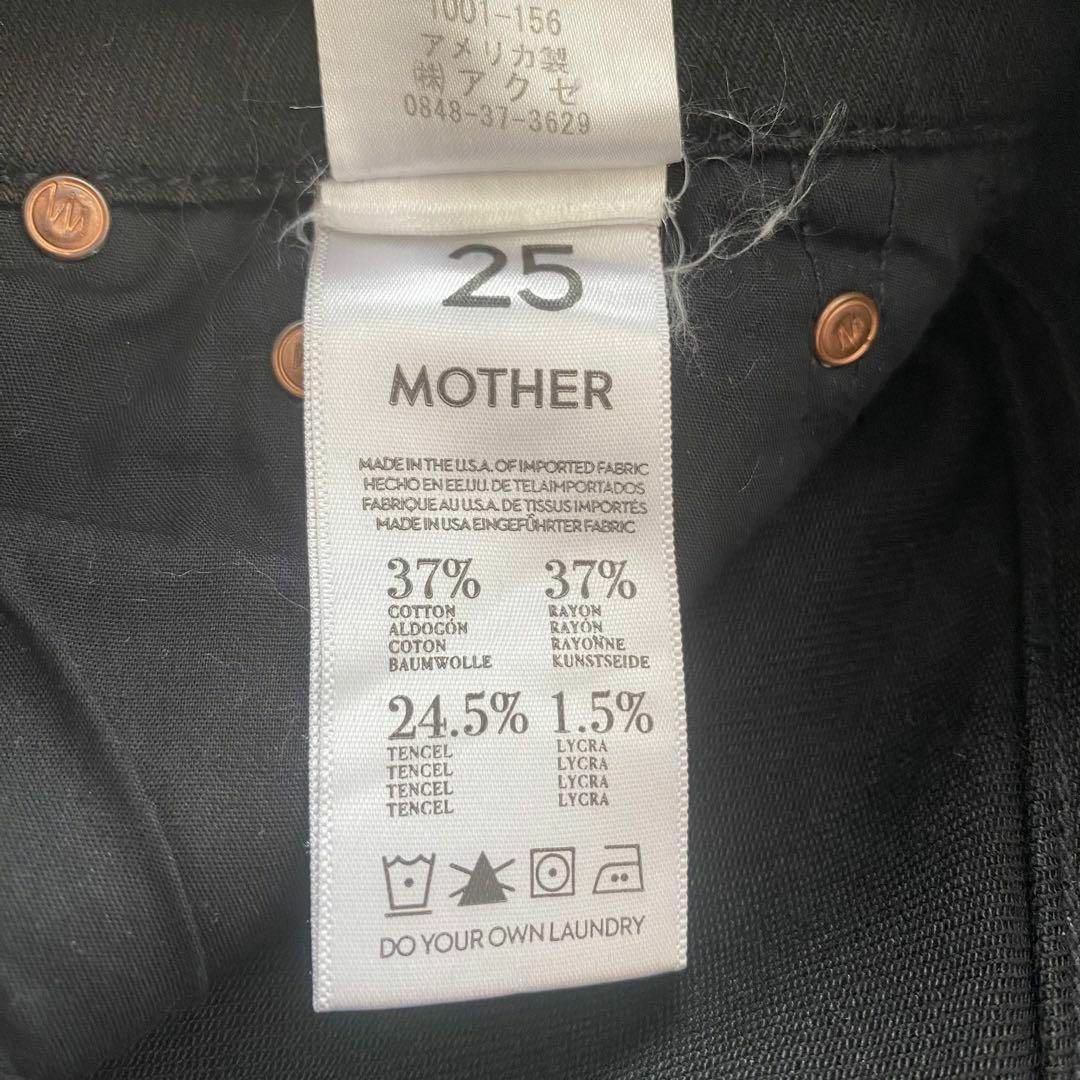 1001-156
アメリカ製
㈱アクセ
0848-37-3629
25
MOTHER
MADE IN THE U.S.A. OF IMPORTED FABRIC
HECHO EN EE.UU. DE TELAIMPORTADOS
FABRIQUE AU U.S.A. DE TISSUS IMPORTÉS
MADE IN USA EINGEFÜHRTER FABRIC
37% 37%
COTTON RAYON
ALDOGÓN RAYÓN
COTON RAYONNE
BAUMWOLLE KUNSTSEIDE
24.5% 1.5%
TENCEL LYCRA
TENCEL LYCRA
TENCEL LYCRA
TENCEL LYCRA
DO YOUR OWN LAUNDRY